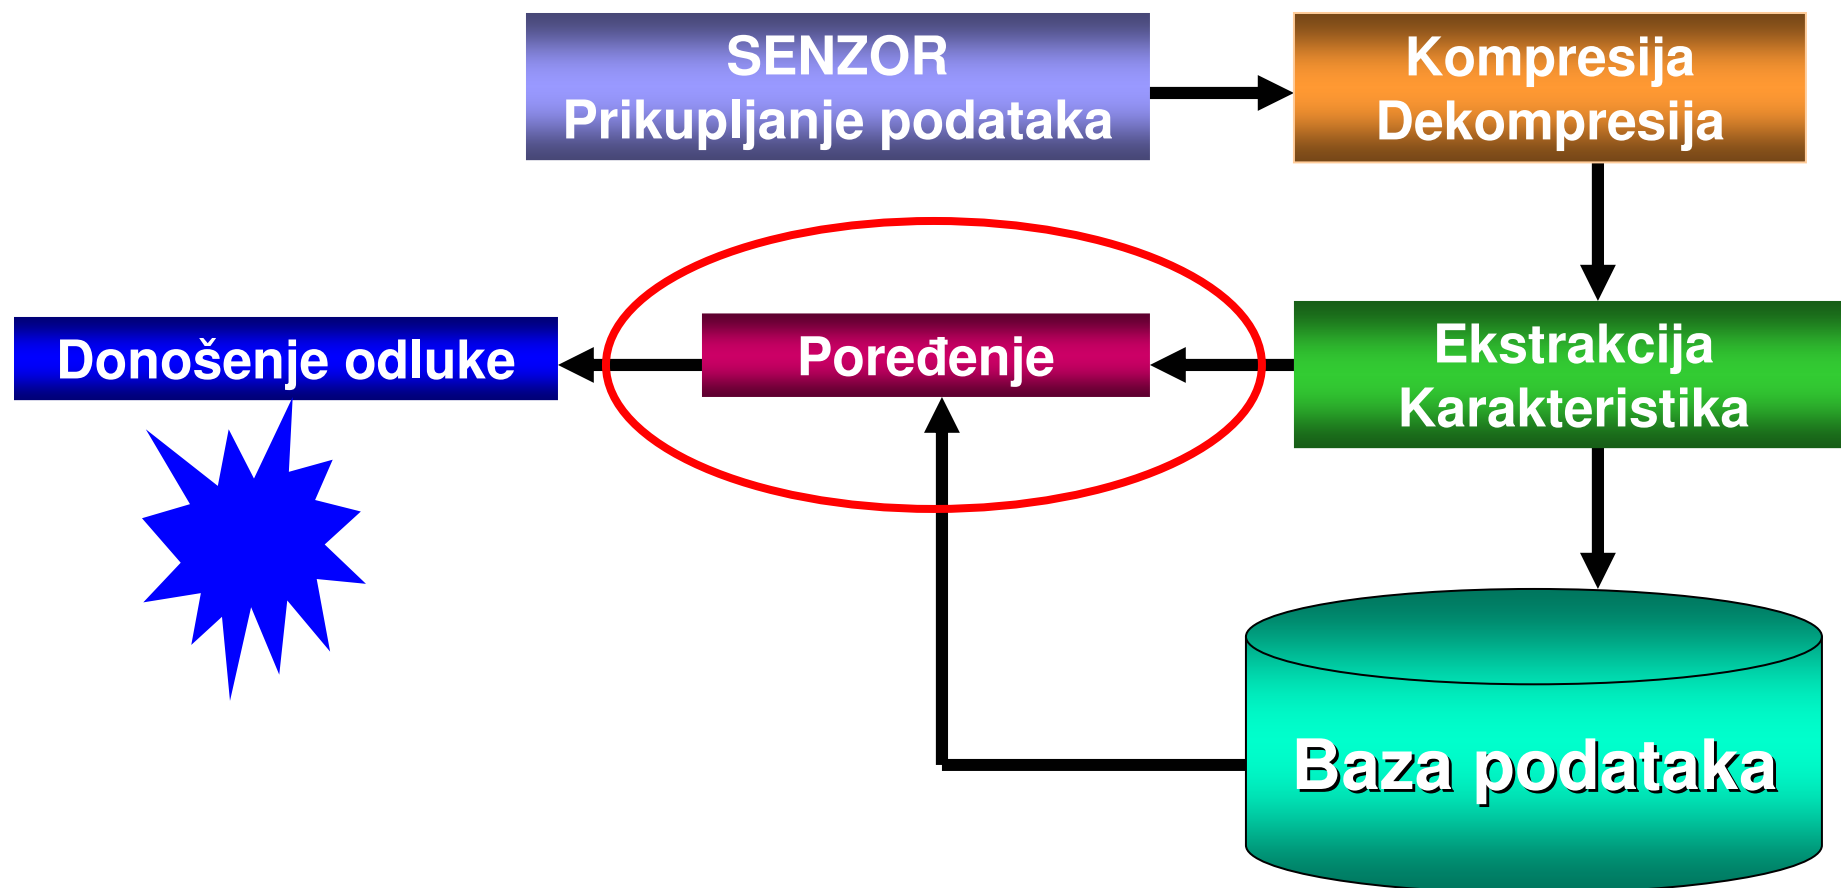 SENZOR
Prikupljanje podataka
Kompresija
Dekompresija
Donošenje odluke
Poređenje
Ekstrakcija
Karakteristika
Baza podataka